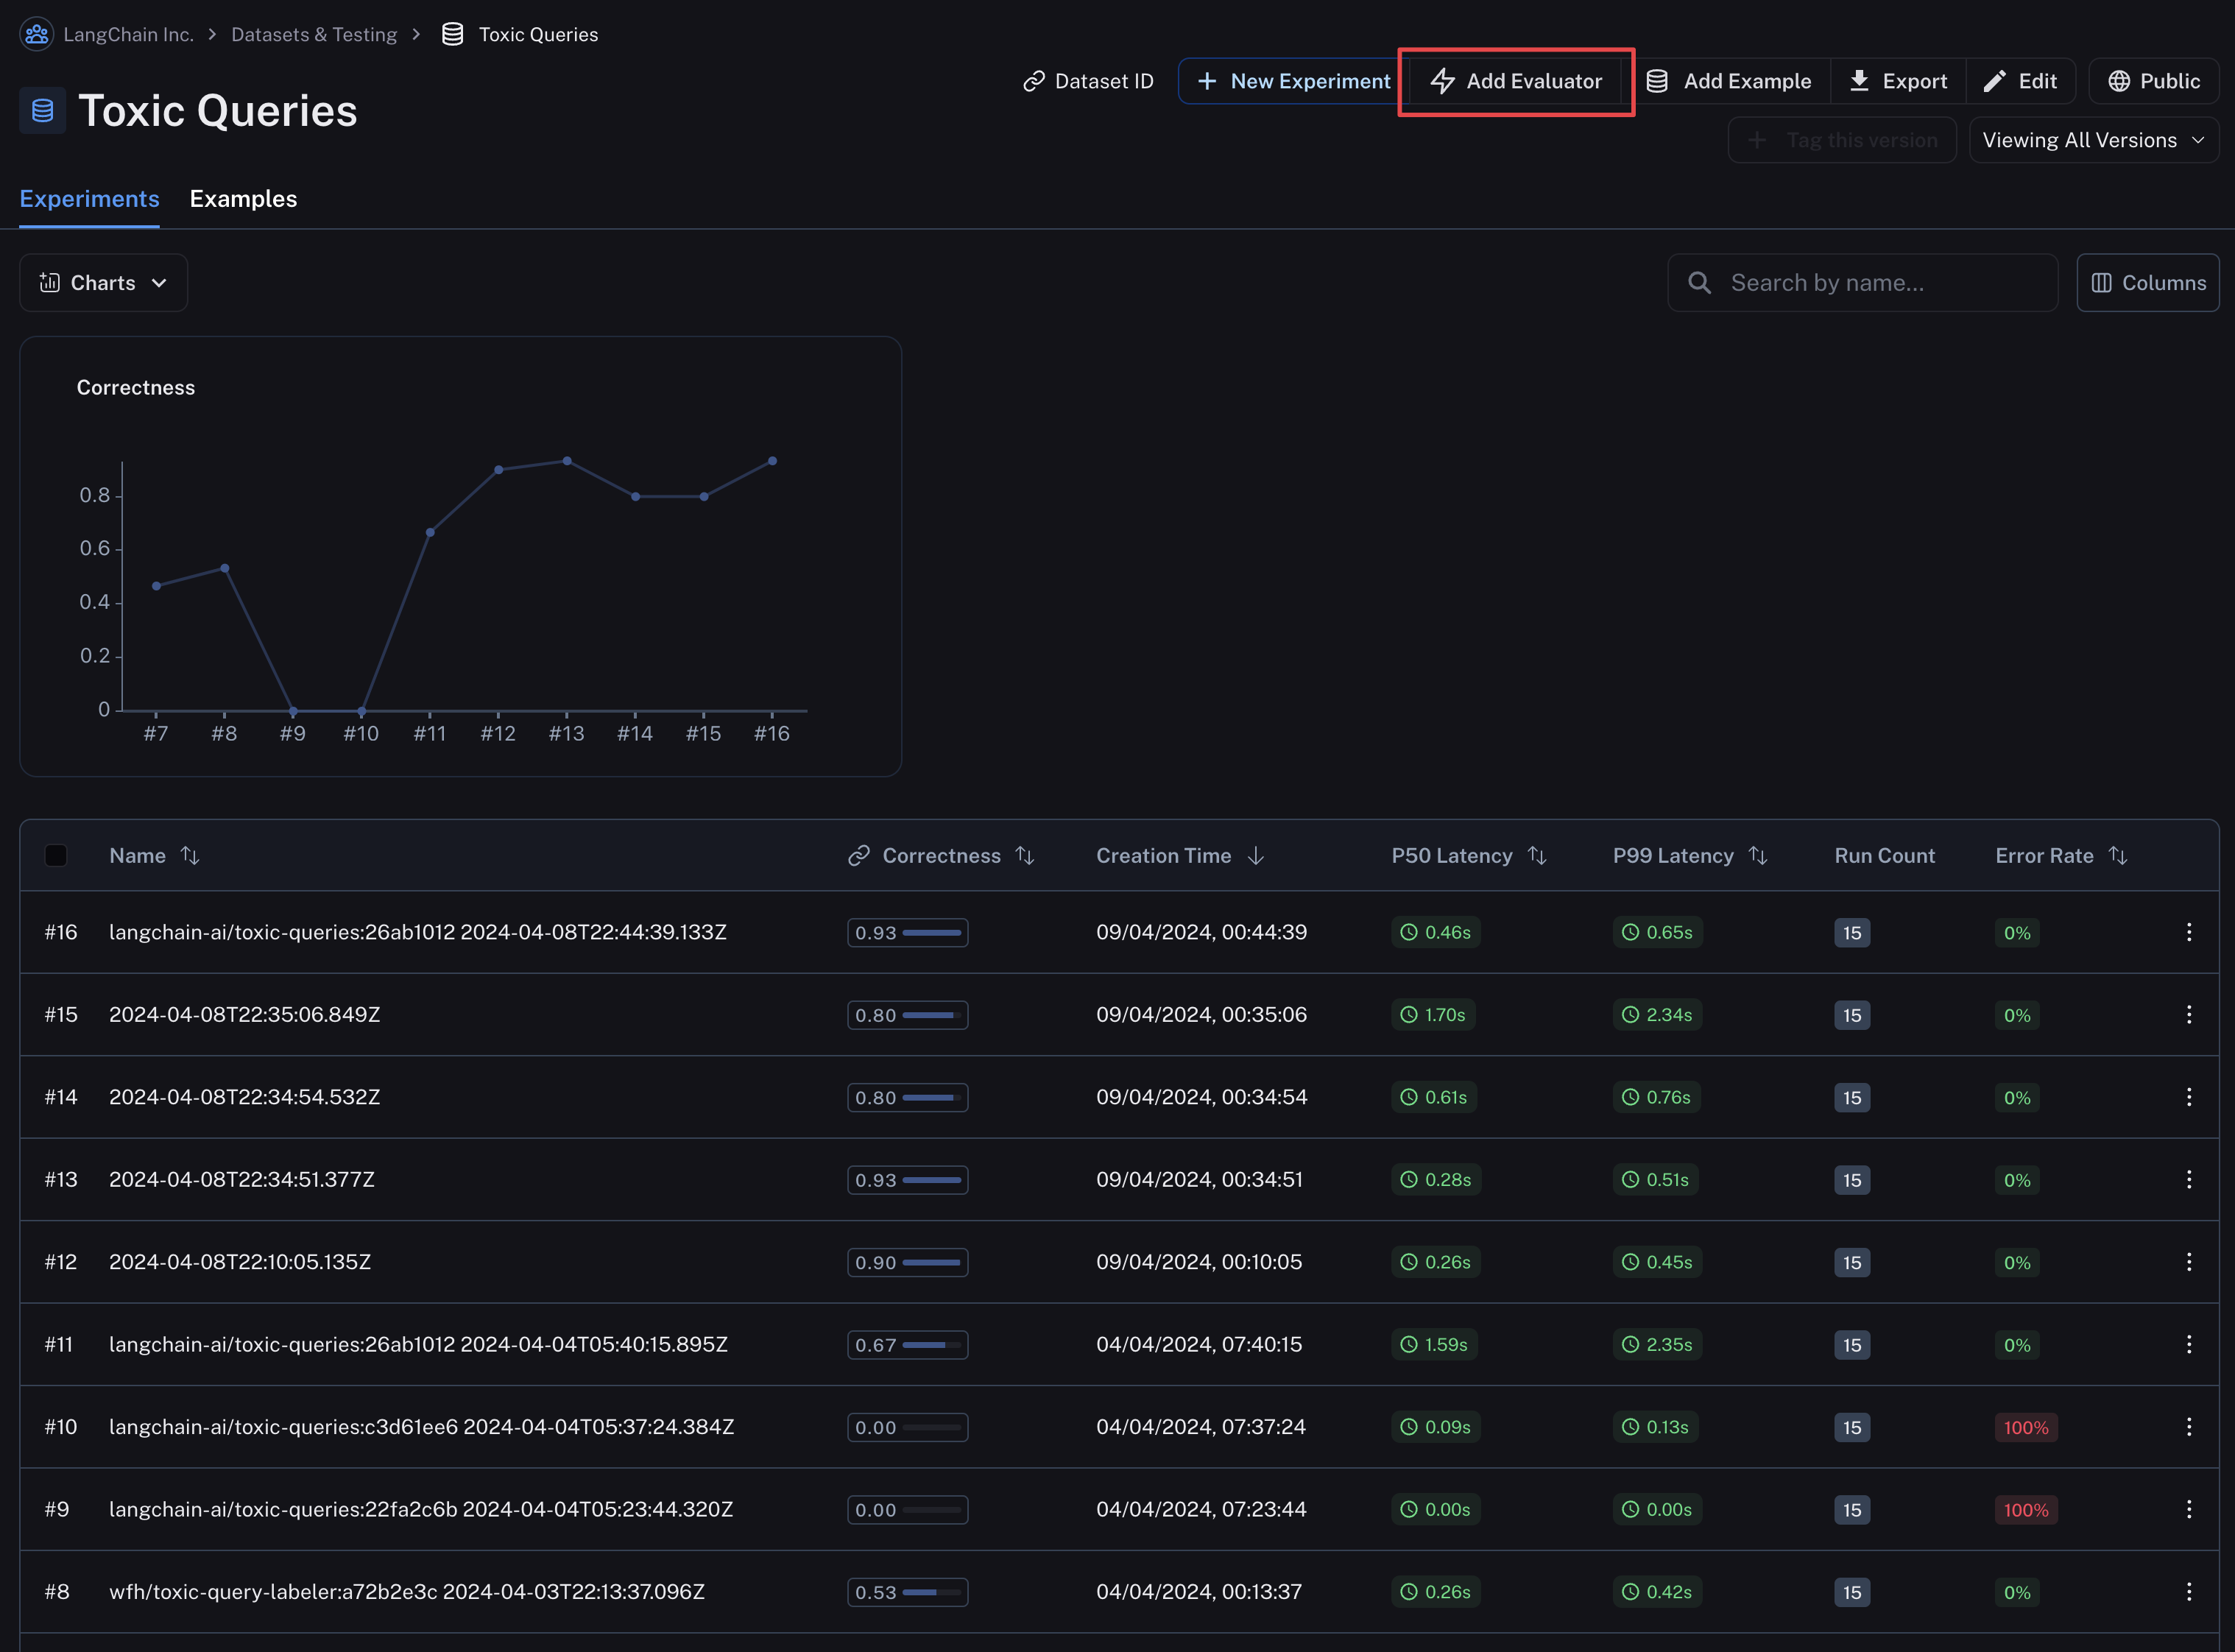 LangChain Inc. > Datasets & Testing > Toxic Queries
Toxic Queries
Dataset ID
+ New Experiment
Add Evaluator
Add Example
Export
Edit
Public
+ Tag this version
Viewing All Versions
Experiments Examples
Charts
Search by name...
Columns
Correctness
0.8
0.6
0.4
0.2
0
#7 #8 #9 #10 #11 #12 #13 #14 #15 #16
Name Correctness Creation Time P50 Latency P99 Latency Run Count Error Rate
#16 langchain-ai/toxic-queries:26ab1012 2024-04-08T22:44:39.133Z 0.93 09/04/2024, 00:44:39 0.46s 0.65s 15 0%
#15 2024-04-08T22:35:06.849Z 0.80 09/04/2024, 00:35:06 1.70s 2.34s 15 0%
#14 2024-04-08T22:34:54.532Z 0.80 09/04/2024, 00:34:54 0.61s 0.76s 15 0%
#13 2024-04-08T22:34:51.377Z 0.93 09/04/2024, 00:34:51 0.28s 0.51s 15 0%
#12 2024-04-08T22:10:05.135Z 0.90 09/04/2024, 00:10:05 0.26s 0.45s 15 0%
#11 langchain-ai/toxic-queries:26ab1012 2024-04-04T05:40:15.895Z 0.67 04/04/2024, 07:40:15 1.59s 2.35s 15 0%
#10 langchain-ai/toxic-queries:c3d61ee6 2024-04-04T05:37:24.384Z 0.00 04/04/2024, 07:37:24 0.09s 0.13s 15 100%
#9 langchain-ai/toxic-queries:22fa2c6b 2024-04-04T05:23:44.320Z 0.00 04/04/2024, 07:23:44 0.00s 0.00s 15 100%
#8 wfh/toxic-query-labeler:a72b2e3c 2024-04-03T22:13:37.096Z 0.53 04/04/2024, 00:13:37 0.26s 0.42s 15 0%